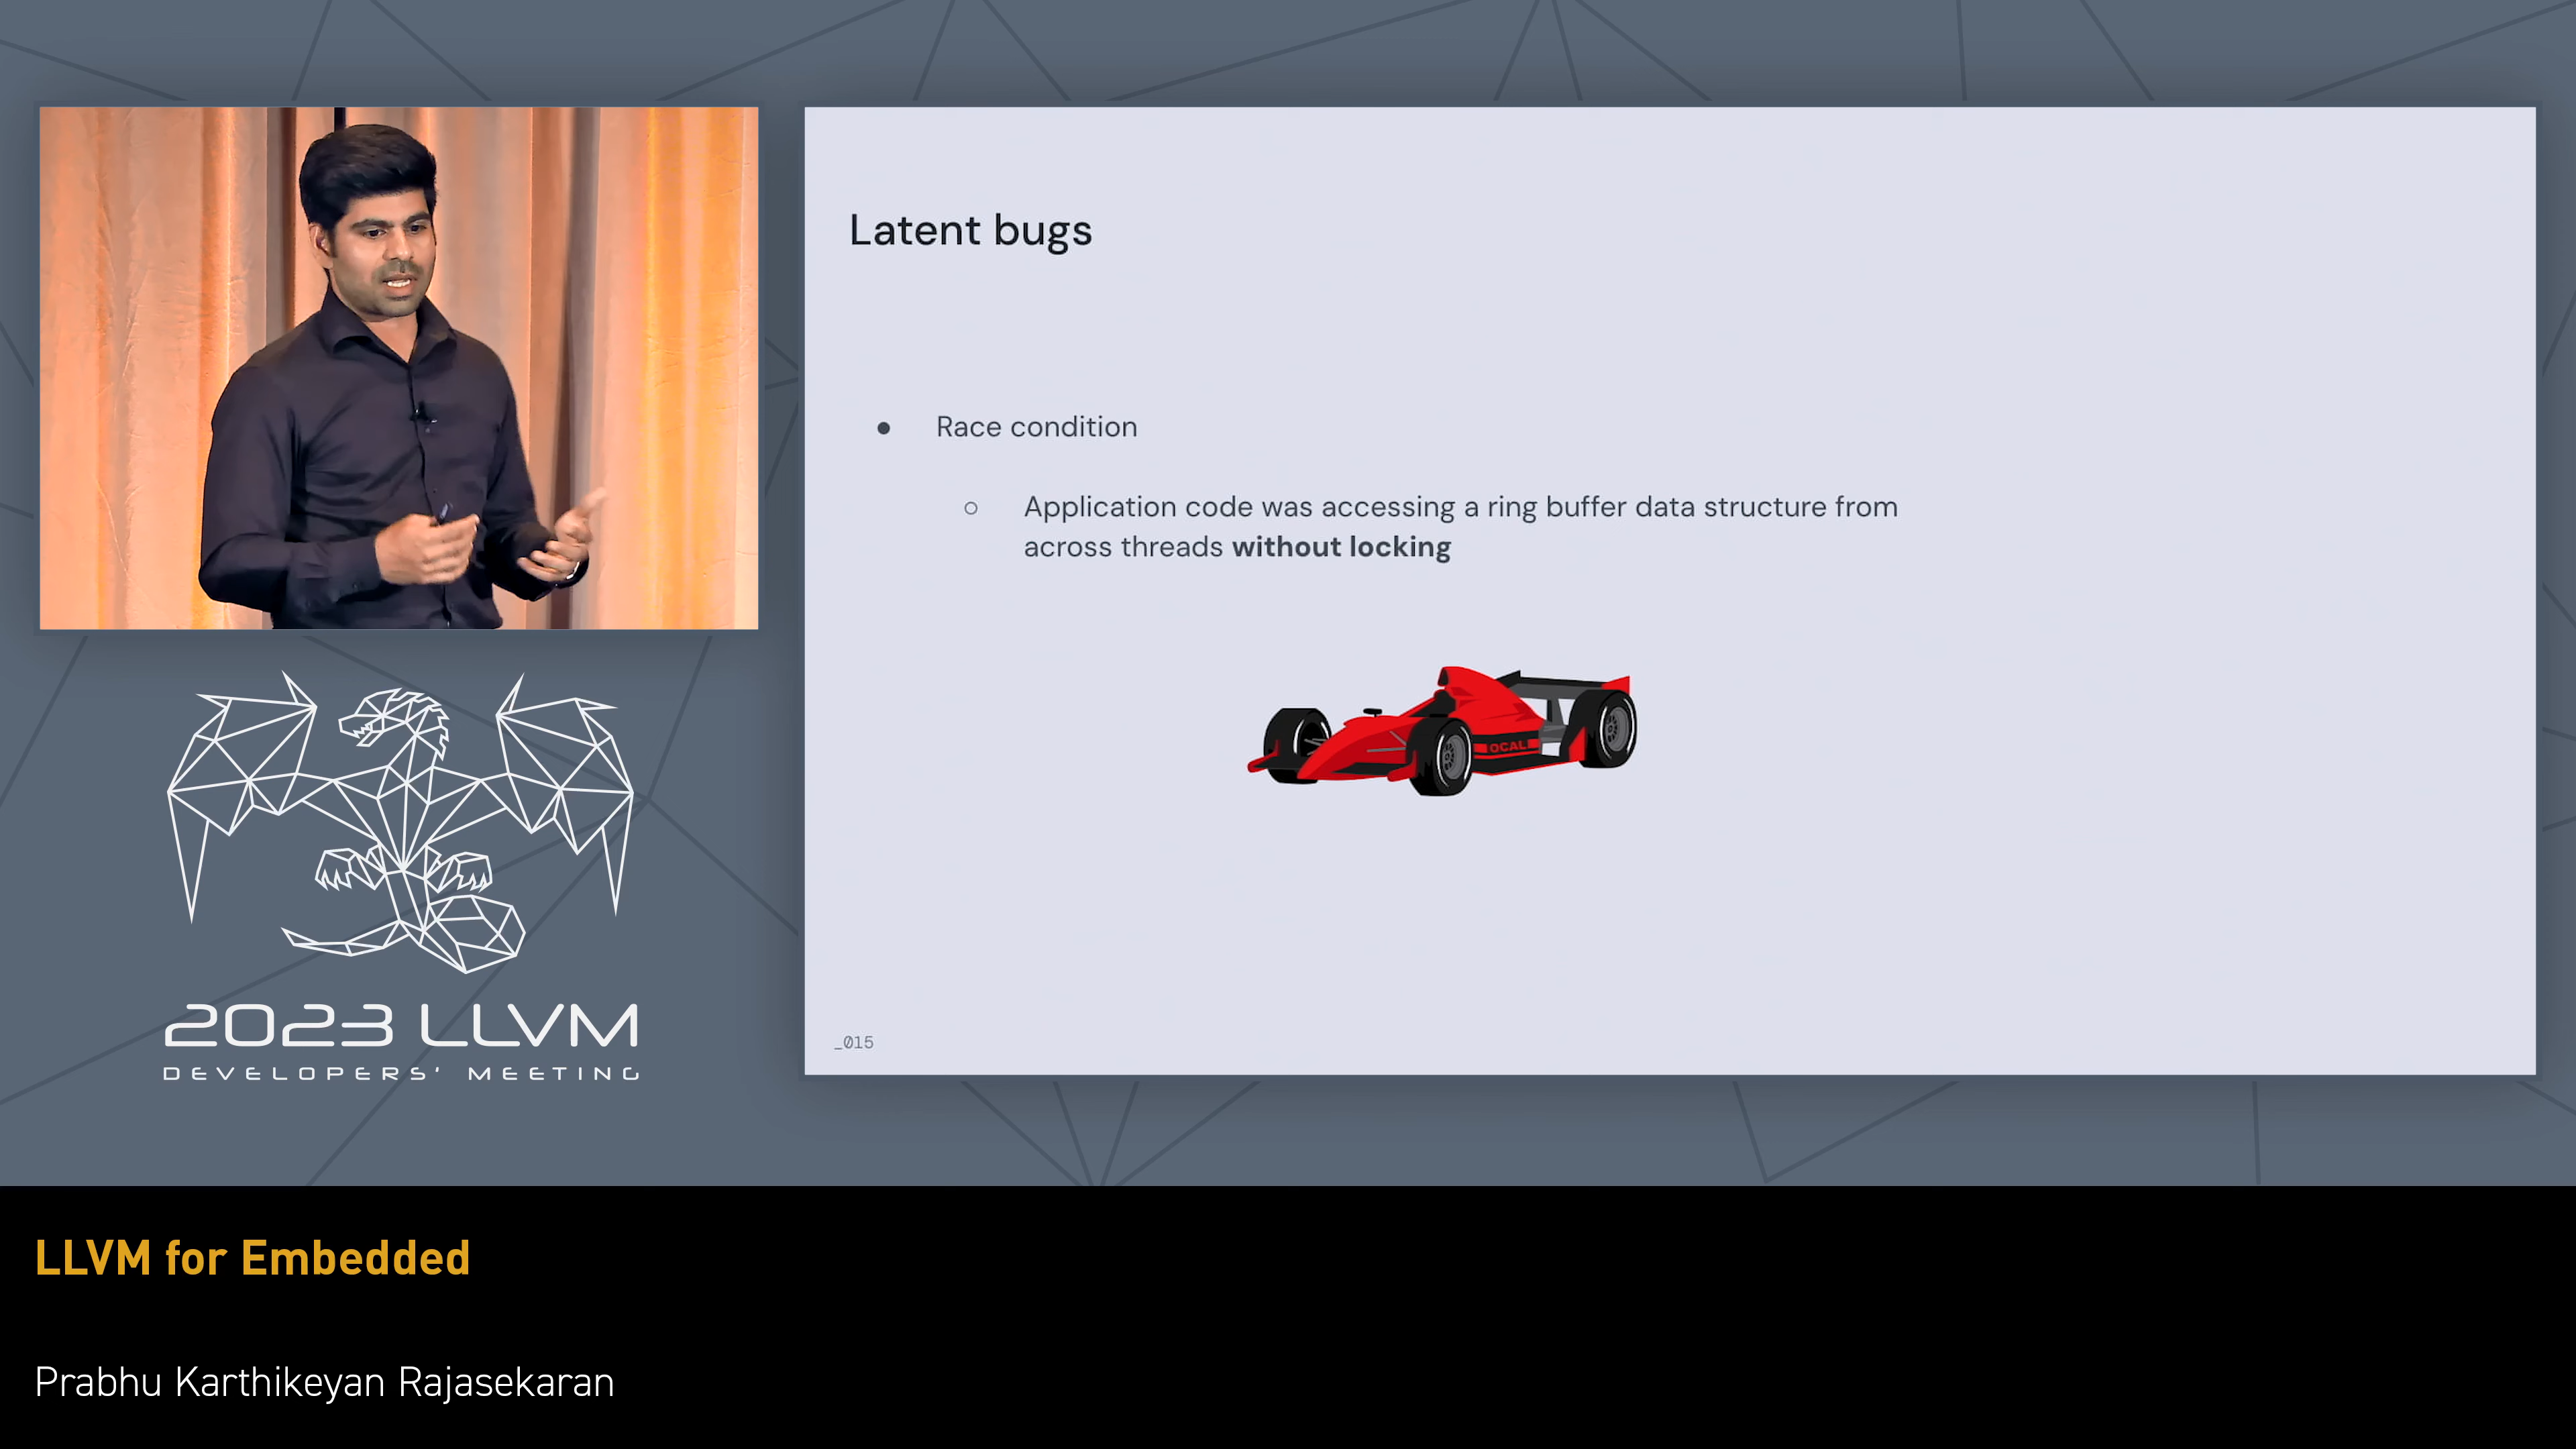 Latent bugs
● Race condition
○ Application code was accessing a ring buffer data structure from
across threads without locking
OCAL
_015
2023 LLVM
DEVELOPERS' MEETING
LLVM for Embedded
Prabhu Karthikeyan Rajasekaran